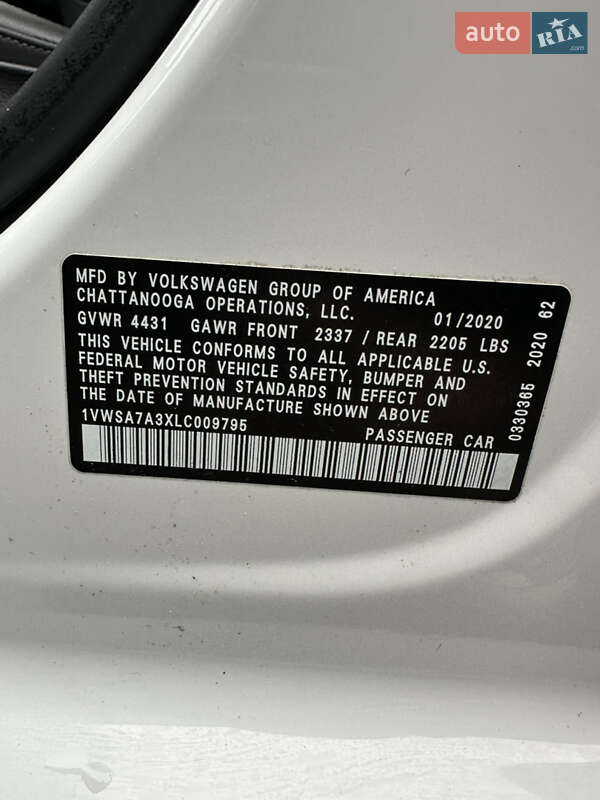 auto RIA
.com
MFD BY VOLKSWAGEN GROUP OF AMERICA
CHATTANOOGA OPERATIONS, LLC. 01/2020
GVWR 4431 GAWR FRONT 2337 / REAR 2205 LBS
THIS VEHICLE CONFORMS TO ALL APPLICABLE U.S.
FEDERAL MOTOR VEHICLE SAFETY, BUMPER AND
THEFT PREVENTION STANDARDS IN EFFECT ON
THE DATE OF MANUFACTURE SHOWN ABOVE
1VWSA7A3XLC009795 PASSENGER CAR
0330365 2020 62